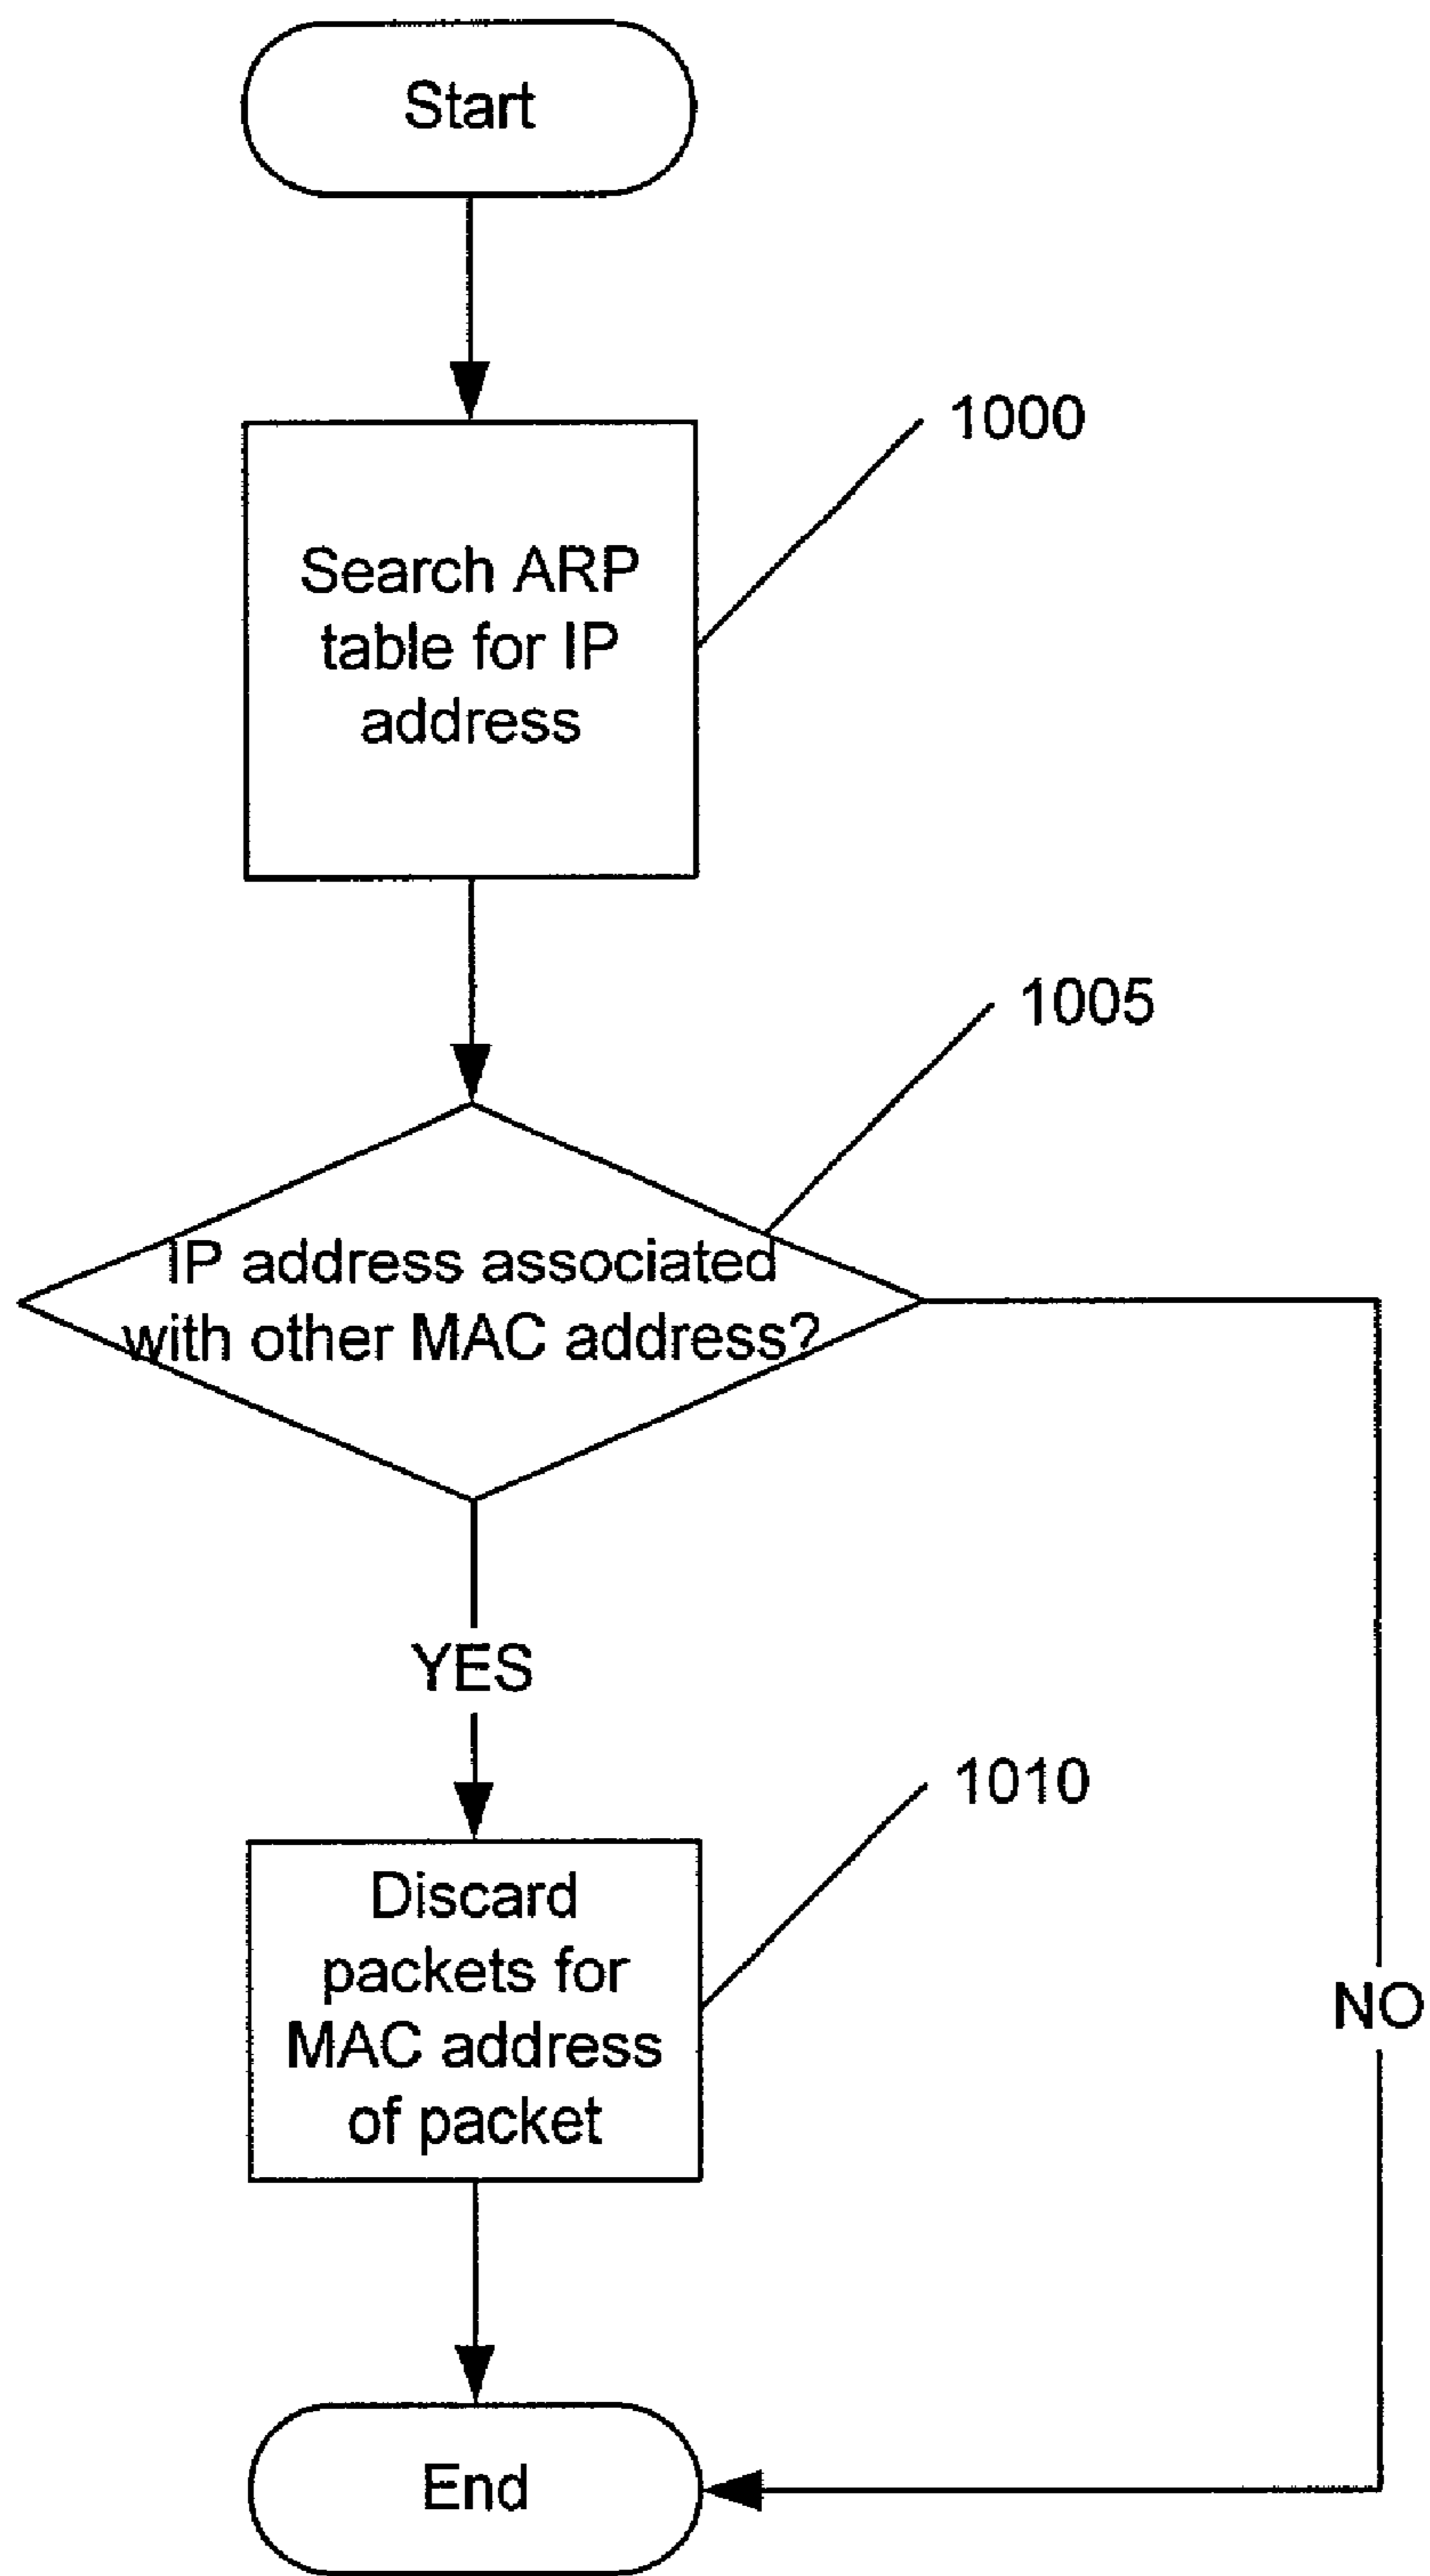 Start
1000
Search ARP
table for IP
address
1005
IP address associated
with other MAC address?
YES
1010
Discard
packets for
MAC address
of packet
NO
End